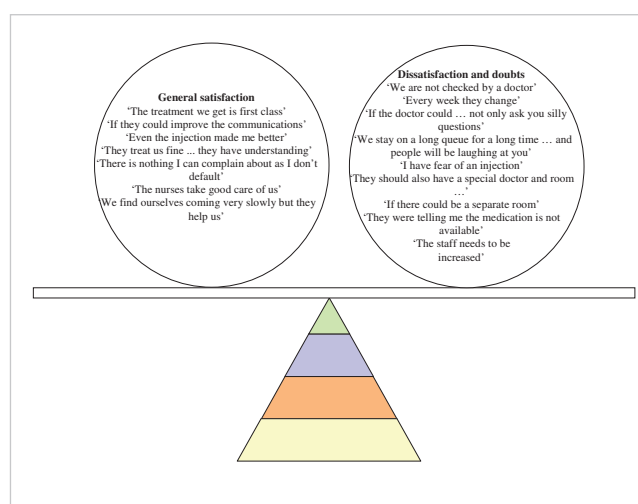 General satisfaction
‘The treatment we get is first class’
‘If they could improve the communications’
‘Even the injection made me better’
‘They treat us fine ... they have understanding’
‘There is nothing I can complain about as I don’t
default’
‘The nurses take good care of us’
‘We find ourselves coming very slowly but they
help us’
Dissatisfaction and doubts
‘We are not checked by a doctor’
‘Every week they change’
‘If the doctor could … not only ask you silly
questions’
‘We stay on a long queue for a long time … and
people will be laughing at you’
‘I have fear of an injection’
‘They should also have a special doctor and room
…’
‘If there could be a separate room’
‘They were telling me the medication is not
available’
‘The staff needs to be
increased’